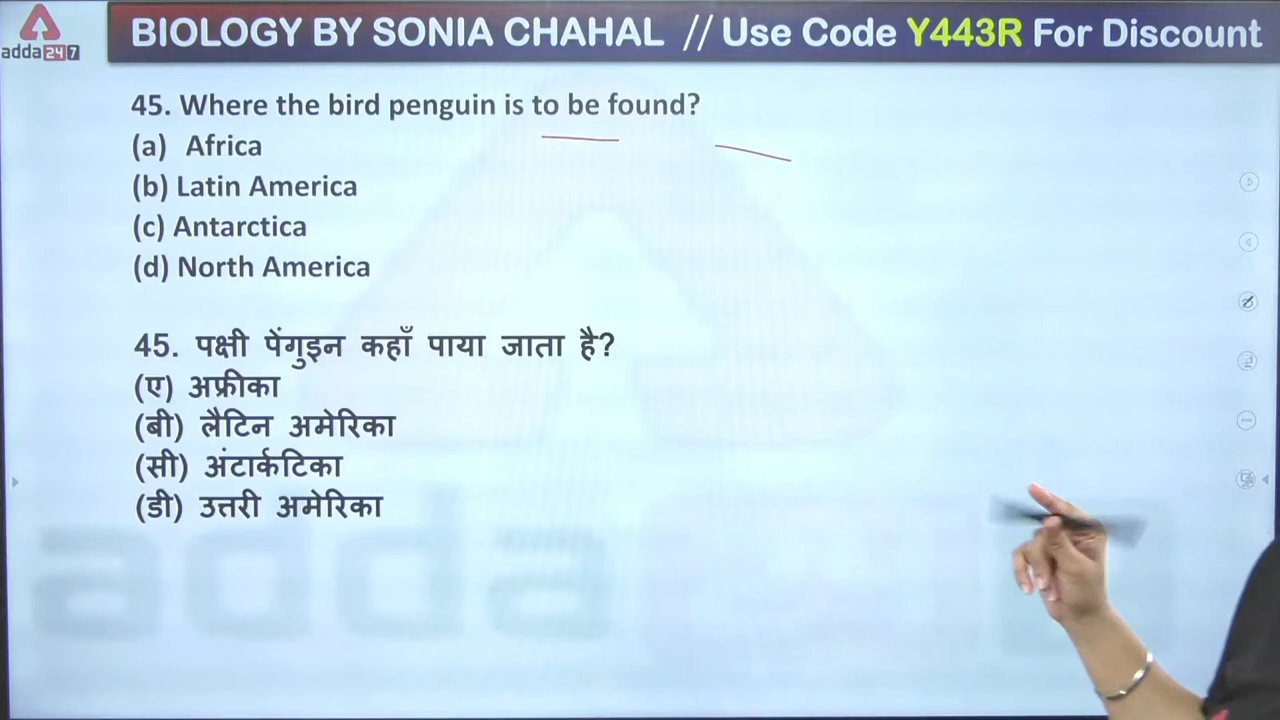 BIOLOGY BY SONIA CHAHAL // Use Code Y443R For Discount
adda247
45. Where the bird penguin is to be found?
(a) Africa
(b) Latin America
(c) Antarctica
(d) North America
45. पक्षी पेंगुइन कहाँ पाया जाता है?
(ए) अफ्रीका
(बी) लैटिन अमेरिका
(सी) अंटार्कटिका
(डी) उत्तरी अमेरिका
adda